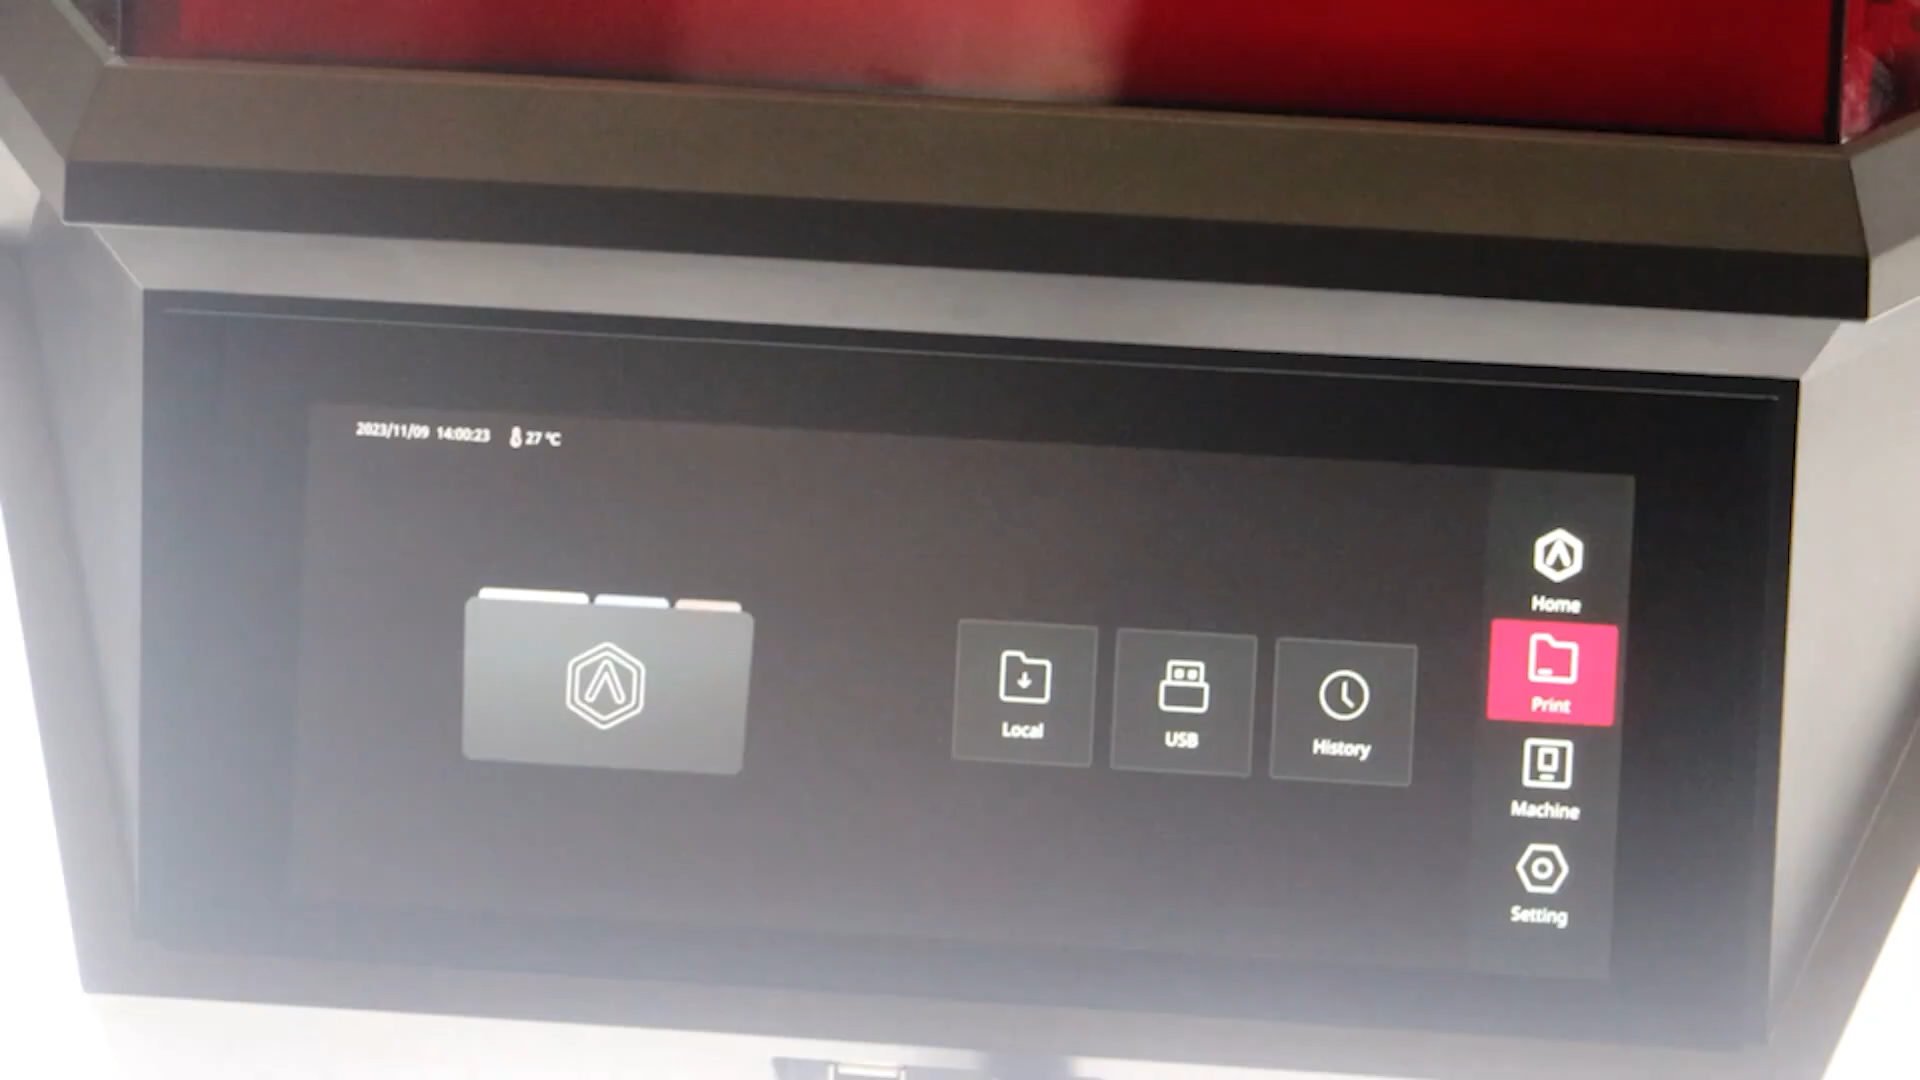 2023/11/09 14:00:23 27 ℃
Home
Local
USB
History
Print
Machine
Setting